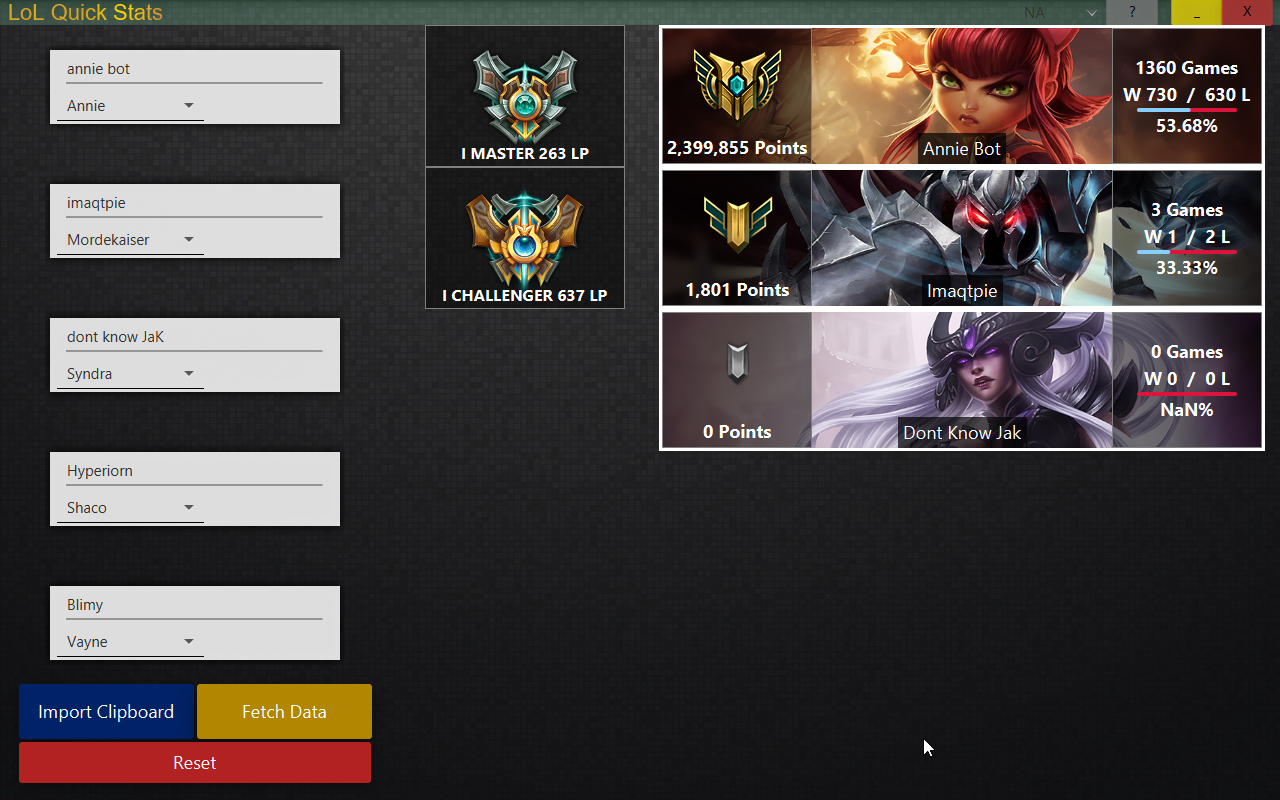 LoL Quick Stats
NA
?
_
X
annie bot
Annie
imaqtpie
Mordekaiser
dont know JaK
Syndra
Hyperiorn
Shaco
Blimy
Vayne
Import Clipboard
Fetch Data
Reset
I MASTER 263 LP
I CHALLENGER 637 LP
2,399,855 Points
Annie Bot
1360 Games
W 730 / 630 L
53.68%
1,801 Points
Imaqtpie
3 Games
W 1 / 2 L
33.33%
0 Points
Dont Know Jak
0 Games
W 0 / 0 L
NaN%